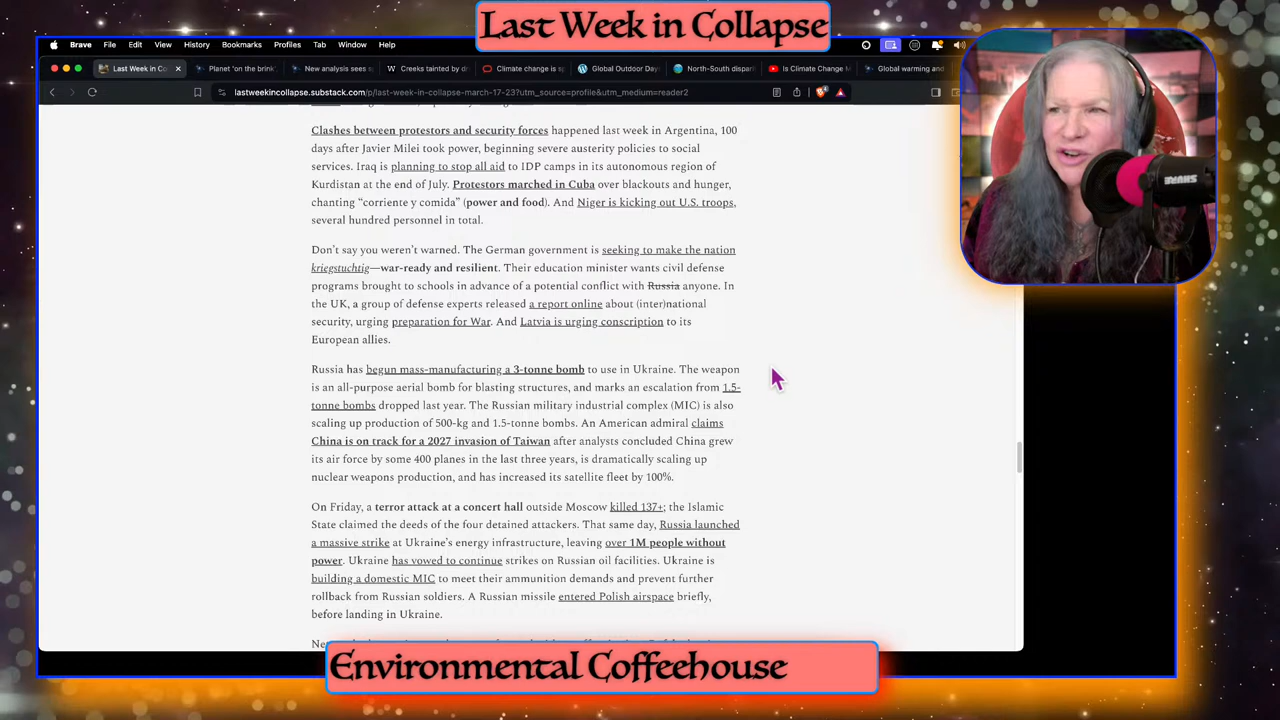 Last Week in Collapse
Brave File Edit View History Bookmarks Profiles Tab Window Help
Last Week in Co
Planet 'on the brink'
New analysis sees s
Creeks tainted by dr
Climate change is s
Global Outdoor Day
North-South dispari
Is Climate Change M
Global warming and
lastweekincollapse.substack.com/p/last-week-in-collapse-march-17-23?utm_source=profile&utm_medium=reader2
Clashes between protestors and security forces happened last week in Argentina, 100
days after Javier Milei took power, beginning severe austerity policies to social
services. Iraq is planning to stop all aid to IDP camps in its autonomous region of
Kurdistan at the end of July. Protestors marched in Cuba over blackouts and hunger,
chanting “corriente y comida” (power and food). And Niger is kicking out U.S. troops,
several hundred personnel in total.
Don’t say you weren’t warned. The German government is seeking to make the nation
kriegstuchtig—war-ready and resilient. Their education minister wants civil defense
programs brought to schools in advance of a potential conflict with Russia anyone. In
the UK, a group of defense experts released a report online about (inter)national
security, urging preparation for War. And Latvia is urging conscription to its
European allies.
Russia has begun mass-manufacturing a 3-tonne bomb to use in Ukraine. The weapon
is an all-purpose aerial bomb for blasting structures, and marks an escalation from 1.5-
tonne bombs dropped last year. The Russian military industrial complex (MIC) is also
scaling up production of 500-kg and 1.5-tonne bombs. An American admiral claims
China is on track for a 2027 invasion of Taiwan after analysts concluded China grew
its air force by some 400 planes in the last three years, is dramatically scaling up
nuclear weapons production, and has increased its satellite fleet by 100%.
On Friday, a terror attack at a concert hall outside Moscow killed 137+; the Islamic
State claimed the deeds of the four detained attackers. That same day, Russia launched
a massive strike at Ukraine’s energy infrastructure, leaving over 1M people without
power. Ukraine has vowed to continue strikes on Russian oil facilities. Ukraine is
building a domestic MIC to meet their ammunition demands and prevent further
rollback from Russian soldiers. A Russian missile entered Polish airspace briefly,
before landing in Ukraine.
Environmental Coffeehouse
SHURE